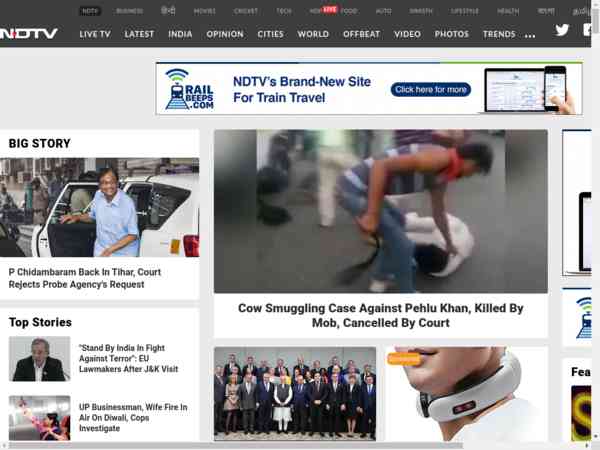 NDTV
BUSINESS
हिन्दी
MOVIES
CRICKET
TECH
HOP LIVE
FOOD
AUTO
SWASTH
LIFESTYLE
HEALTH
বাংলা
NDTV
LIVE TV
LATEST
INDIA
OPINION
CITIES
WORLD
OFFBEAT
VIDEO
PHOTOS
TRENDS
...
RAIL
BEEPS
.COM
NDTV's Brand-New Site
For Train Travel
Click here for more
BIG STORY
P Chidambaram Back In Tihar, Court
Rejects Probe Agency's Request
Cow Smuggling Case Against Pehlu Khan, Killed By
Mob, Cancelled By Court
Top Stories
"Stand By India In Fight
Against Terror": EU
Lawmakers After J&K Visit
UP Businessman, Wife Fire In
Air On Diwali, Cops
Investigate
Sponsored
RAIL
BEEPS
.COM
Fea